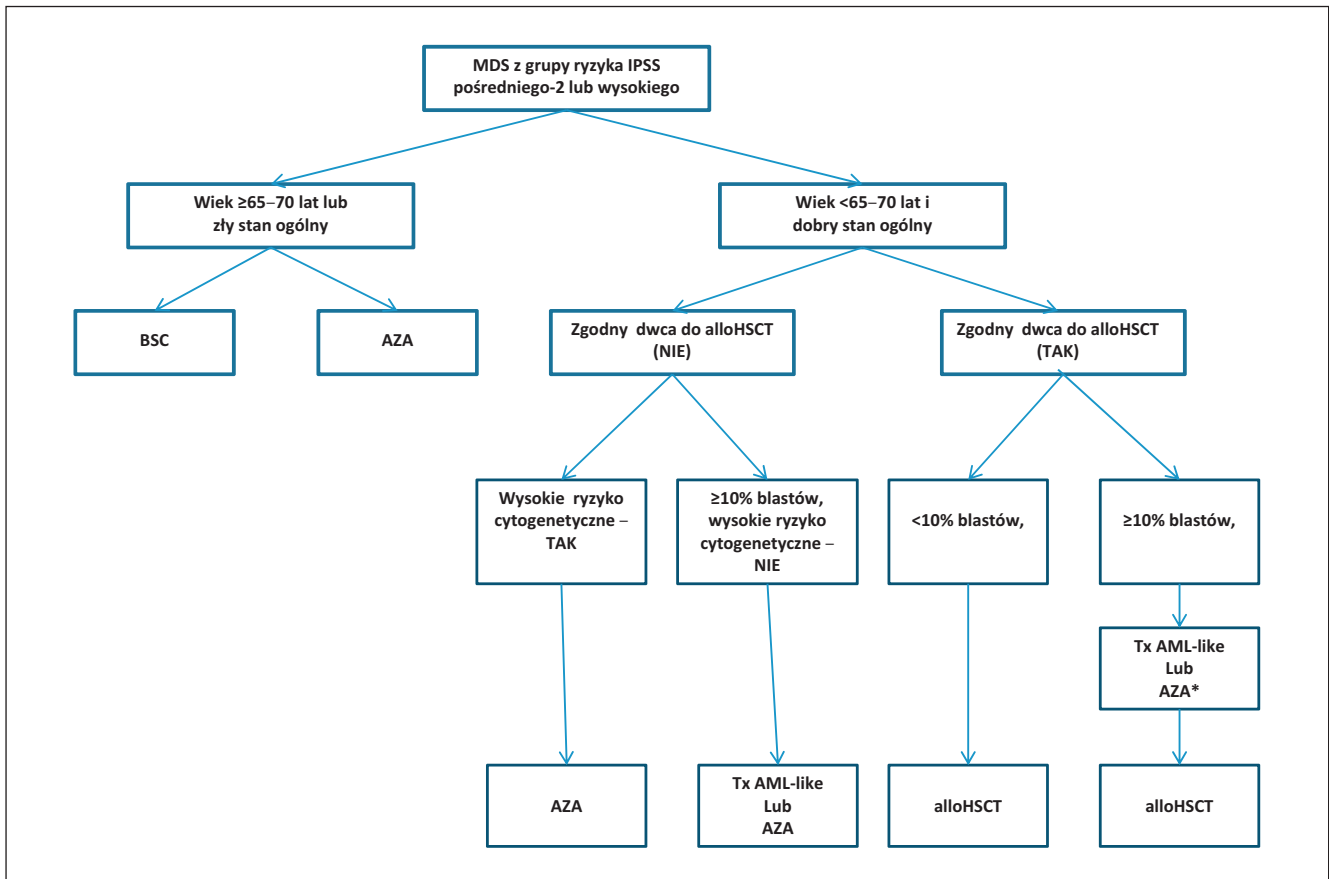 MDS z grupy ryzyka IPSS
pośredniego-2 lub wysokiego
Wiek ≥65–70 lat lub
zły stan ogólny
Wiek <65–70 lat i
dobry stan ogólny
BSC
AZA
Zgodny dwca do alloHSCT
(NIE)
Zgodny dwca do alloHSCT
(TAK)
Wysokie ryzyko
cytogenetyczne –
TAK
≥10% blastów,
wysokie ryzyko
cytogenetyczne –
NIE
<10% blastów,
≥10% blastów,
Tx AML-like
Lub
AZA*
AZA
Tx AML-like
Lub
AZA
alloHSCT
alloHSCT